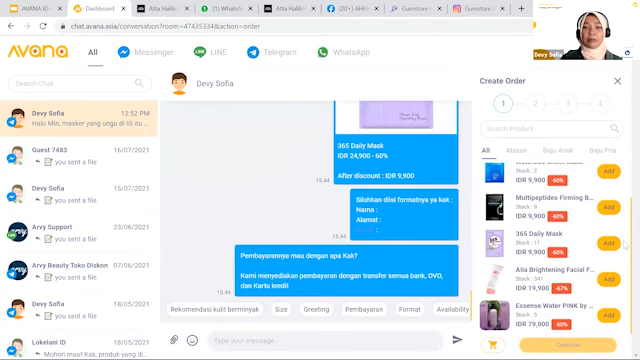 AVANA ID
Dashboard
Atta Halilin
(1) WhatsA
Atta Halilin
(20+) AHH
Gumstore
Instagram
chat.avana.asia/conversation?room=47435334&action=order
AVANA
All
Messenger
LINE
Telegram
WhatsApp
Devy Sofia
Search Chat
Devy Sofia
12:52 PM
Halo Min, masker yang ungu di IG itu ...
Guest 7483
16/07/2021
you sent a file
Devy Sofia
15/07/2021
you sent a file
Arvy Support
23/06/2021
you sent a file
Arvy Beauty Toko Diskon
07/06/2021
you sent a file
Devy Sofia
18/05/2021
you sent a file
Lokelani ID
18/05/2021
Mohon maaf Kak, produk yang di...
Devy Sofia
365 Daily Mask
IDR 24,900 - 60%
After discount : IDR 9,900
15.44
Silahkan diisi formatnya ya kak :
Nama :
Alamat :
15.44
Pembayarannya mau dengan apa Kak?
Kami menyediakan pembayaran dengan transfer semua bank, OVO,
dan Kartu kredit
15.44
Rekomendasi kulit berminyak
Size
Greeting
Pembayaran
Format
Availability
Type your message...
Create Order
1
2
3
4
Search Product
All
Atasan
Baju Anak
Baju Pria
Stock : 2
IDR 9,900
-60%
Add
Multipeptides Firming B...
Stock : 9
IDR 9,900
-60%
Add
365 Daily Mask
Stock : 11
IDR 9,900
-60%
Add
Alia Brightening Facial F...
Stock : 341
IDR 19,900
-67%
Add
Essense Water PINK by ...
Stock : 5
IDR 79,000
-60%
Add
Continue